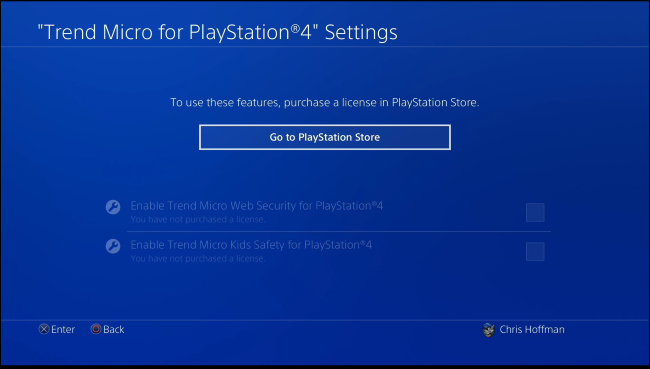 "Trend Micro for PlayStation®4" Settings
To use these features, purchase a license in PlayStation Store.
Go to PlayStation Store
Enable Trend Micro Web Security for PlayStation®4
You have not purchased a license
Enable Trend Micro Kids Safety for PlayStation®4
You have not purchased a license
Enter Back Chris Hoffman